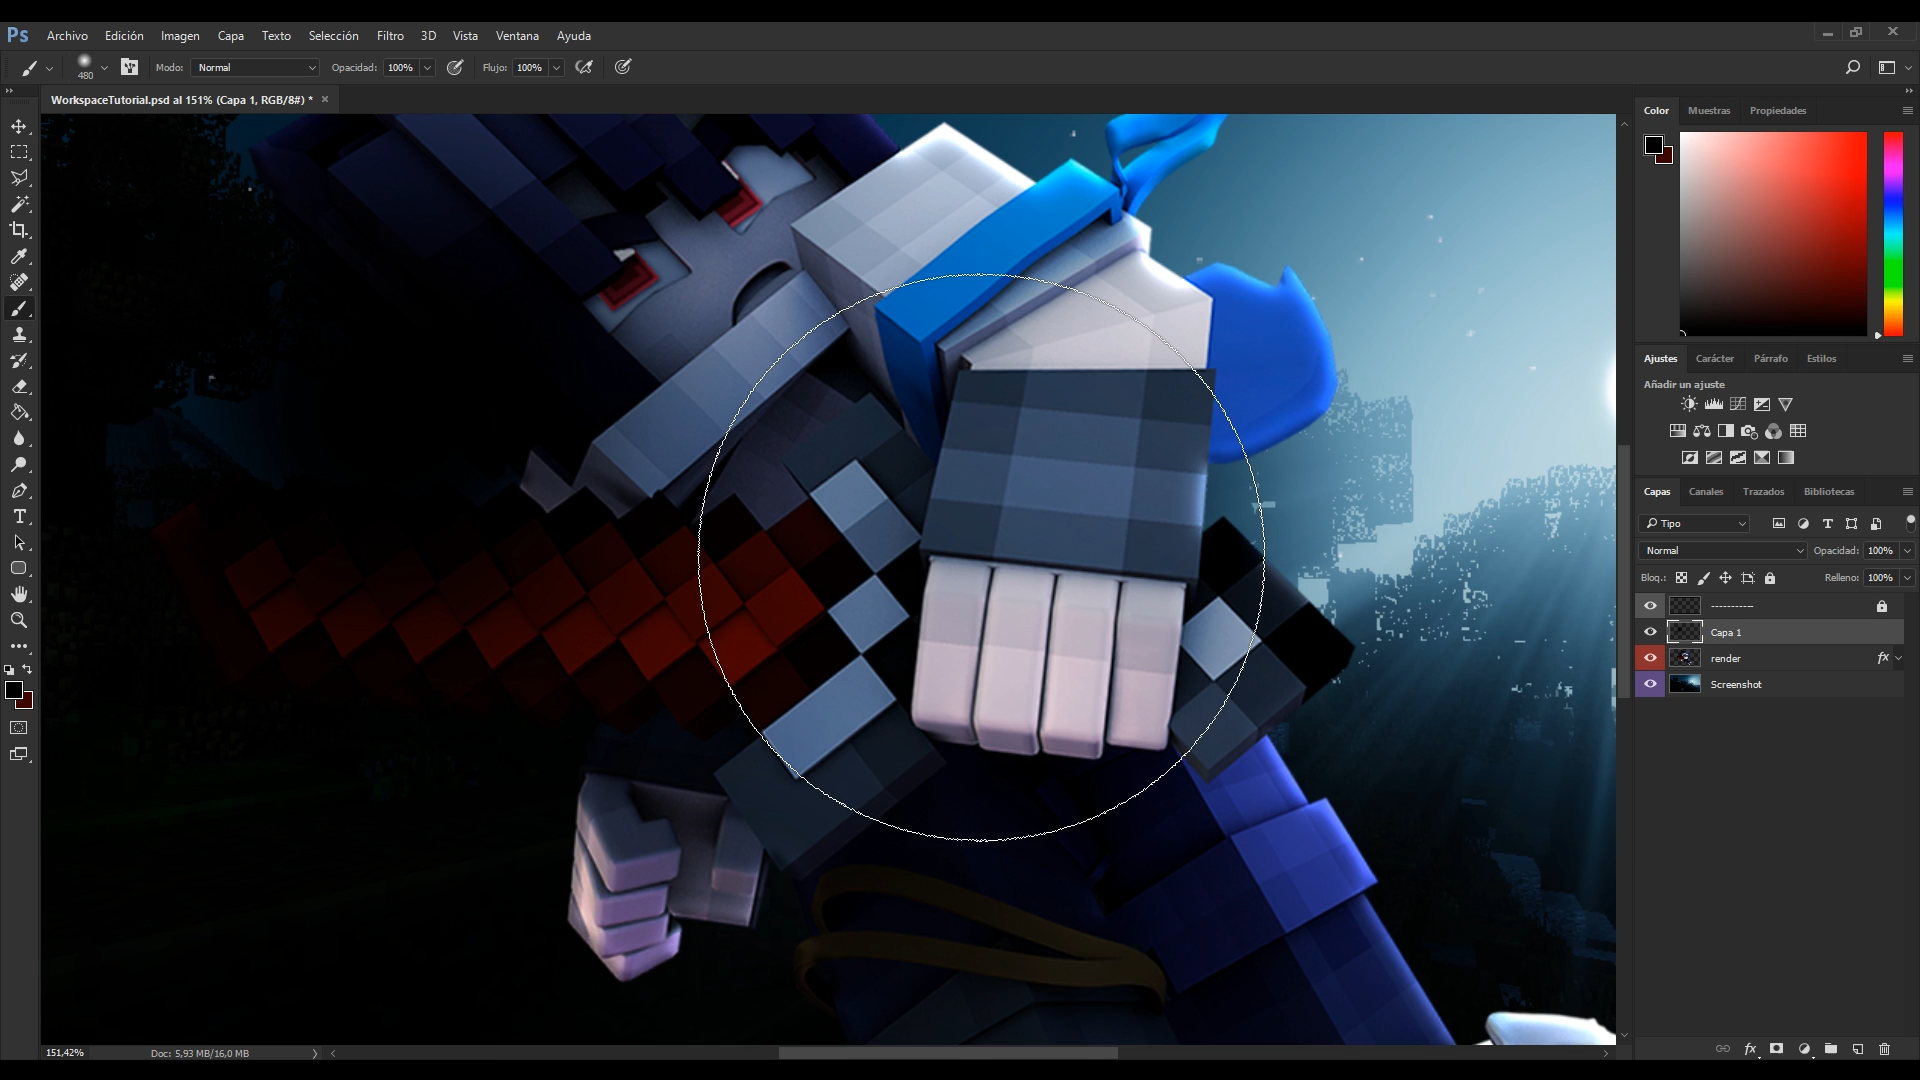 Ps Archivo Edición Imagen Capa Texto Selección Filtro 3D Vista Ventana Ayuda
480 Modo: Normal Opacidad: 100% Flujo: 100%
WorkspaceTutorial.psd al 151% (Capa 1, RGB/8#) * ×
Color Muestras Propiedades
Ajustes Carácter Párrafo Estilos
Añadir un ajuste
Capas Canales Trazados Bibliotecas
Tipo
Normal Opacidad: 100%
Bloq.: Relleno: 100%
-----------
Capa 1
render fx
Screenshot
151,42% Doc: 5,93 MB/16,0 MB
fx